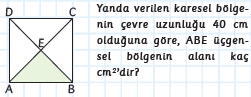 D C
E
A B
Yanda verilen karesel bölge-
nin çevre uzunluğu 40 cm
olduğuna göre, ABE üçgen-
sel bölgenin alanı kaç
cm²'dir?